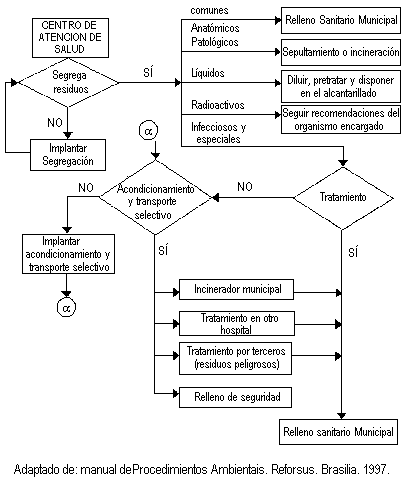 CENTRO DE
ATENCION DE
SALUD
Segrega
residuos
SÍ
NO
Implantar
Segregación
comunes
Relleno Sanitario Municipal
Anatómicos
Patológicos
Sepultamiento o incineración
Líquidos
Diluir, pretratar y disponer
en el alcantarillado
Radioactivos
Seguir recomendaciones del
organismo encargado
Infecciosos y
especiales
α
Acondicionamiento
y transporte
selectivo
NO
NO
Tratamiento
Implantar
acondicionamiento y
transporte selectivo
α
SÍ
SÍ
Incinerador municipal
Tratamiento en otro
hospital
Tratamiento por terceros
(residuos peligrosos)
Relleno de seguridad
Relleno sanitario Municipal
Adaptado de: manual deProcedimientos Ambientais. Reforsus. Brasilia. 1997.